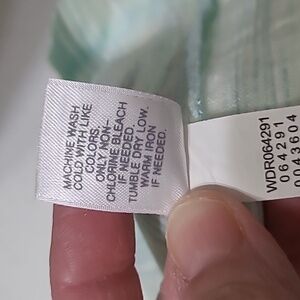 MACHINE WASH
COLD WITH LIKE
COLORS
ONLY NON-
CHLORINE BLEACH
IF NEEDED.
TUMBLE DRY LOW.
WARM IRON
IF NEEDED.
WDR064291
064291
0043604